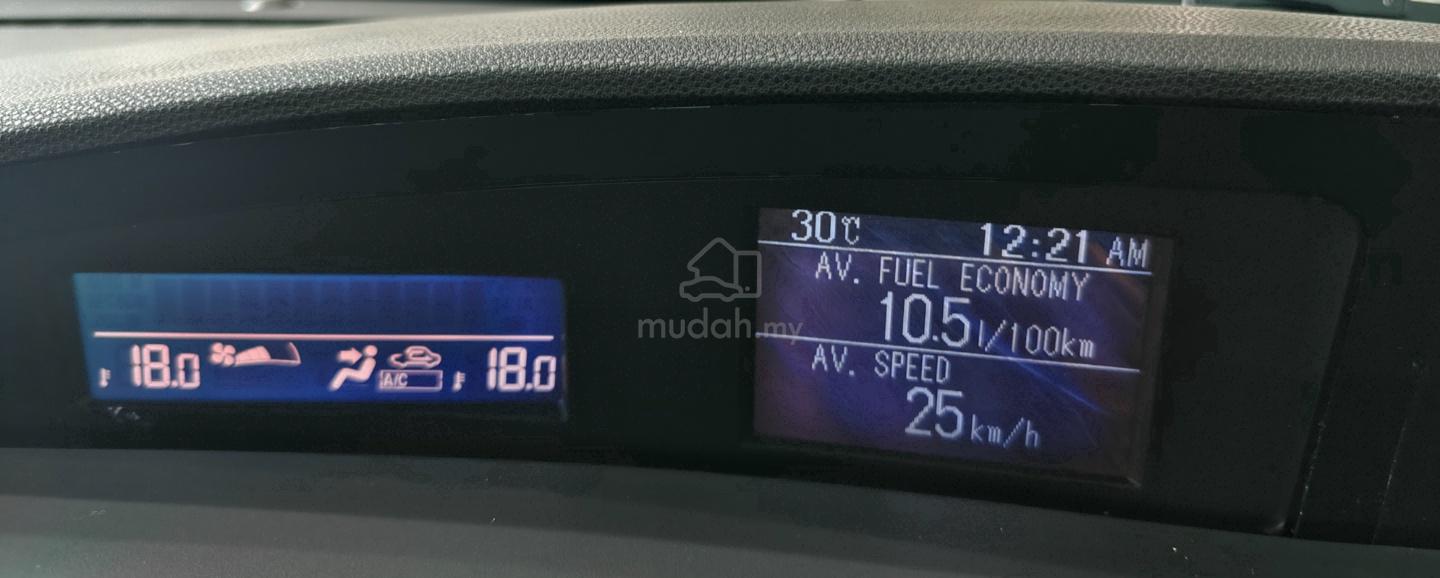 18.0 A/C 18.0
30℃ 12:21 AM
AV. FUEL ECONOMY
10.5 l/100km
AV. SPEED
25 km/h
mudah.my